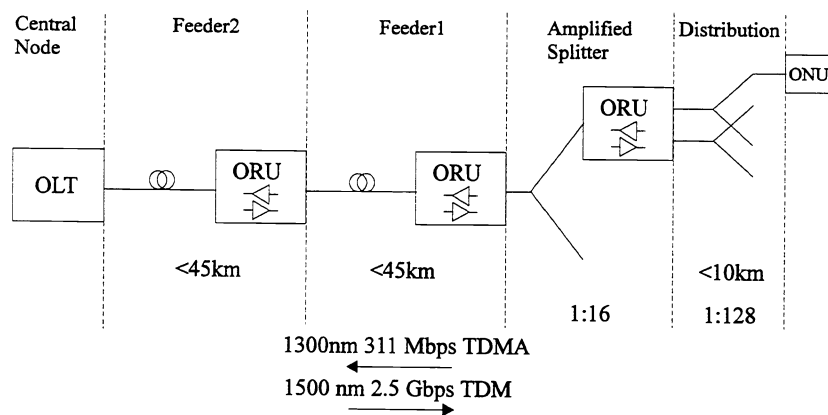 Central
Node
Feeder2
Feeder1
Amplified
Splitter
Distribution
OLT
ORU
ORU
ORU
ONU
<45km
<45km
1:16
<10km
1:128
1300nm 311 Mbps TDMA
1500 nm 2.5 Gbps TDM